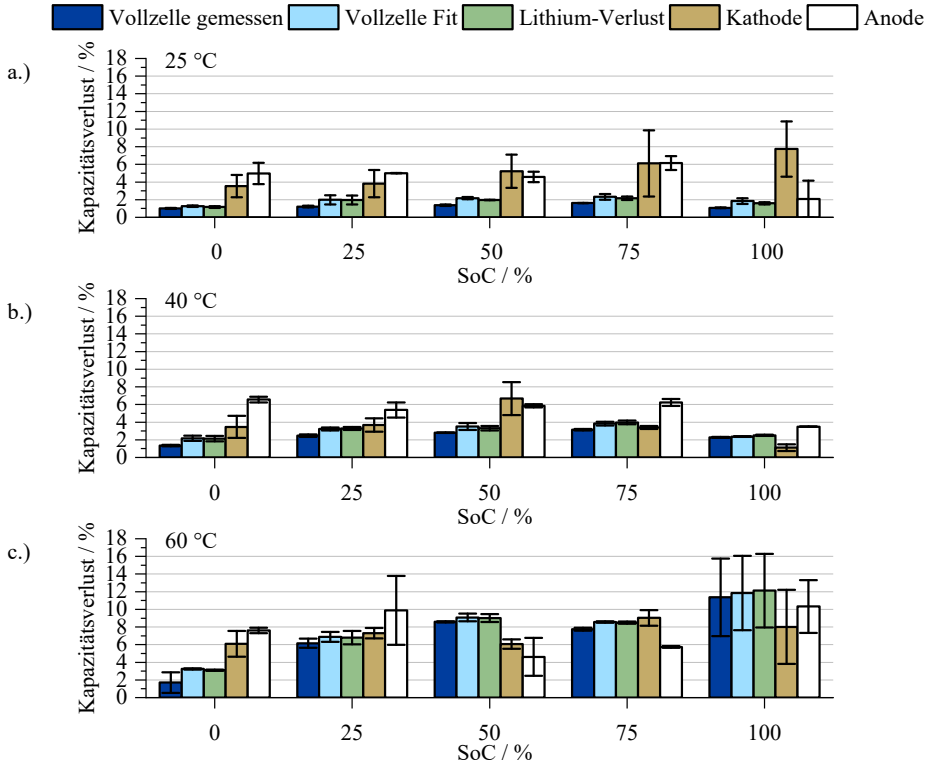 Vollzelle gemessen Vollzelle Fit Lithium-Verlust Kathode Anode
a.)
25 °C
Kapazitätsverlust / %
18
16
14
12
10
8
6
4
2
0
0 25 50 75 100
SoC / %
b.)
40 °C
Kapazitätsverlust / %
18
16
14
12
10
8
6
4
2
0
0 25 50 75 100
SoC / %
c.)
60 °C
Kapazitätsverlust / %
18
16
14
12
10
8
6
4
2
0
0 25 50 75 100
SoC / %